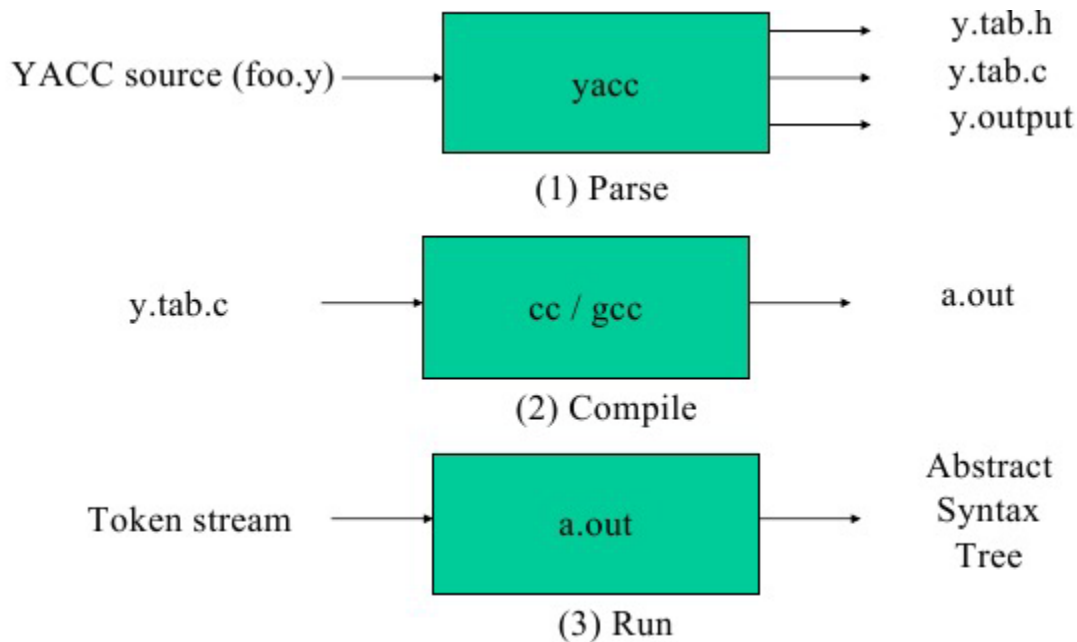 YACC source (foo.y)
yacc
y.tab.h
y.tab.c
y.output
(1) Parse
y.tab.c
cc / gcc
a.out
(2) Compile
Token stream
a.out
Abstract
Syntax
Tree
(3) Run